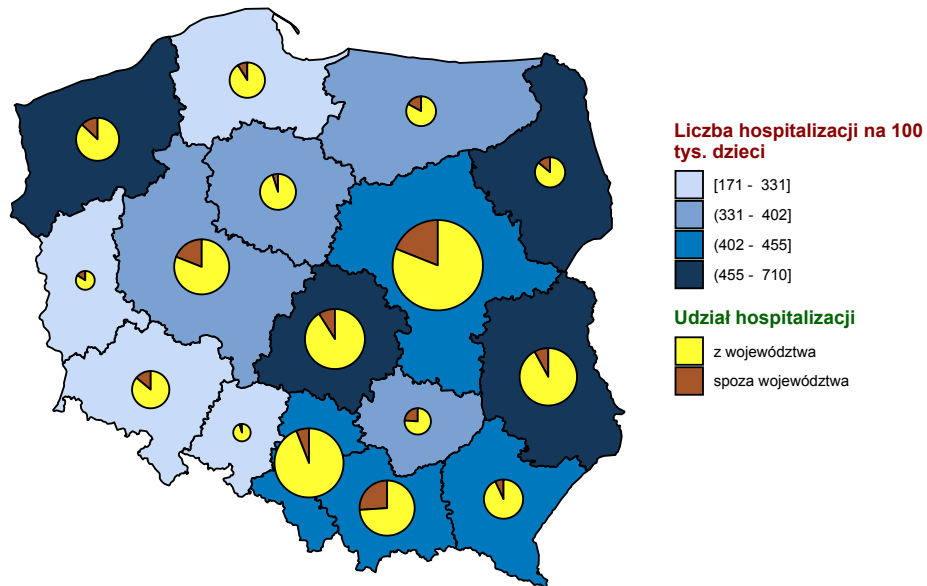 Liczba hospitalizacji na 100
tys. dzieci
[171 - 331]
(331 - 402]
(402 - 455]
(455 - 710]
Udział hospitalizacji
z województwa
spoza województwa